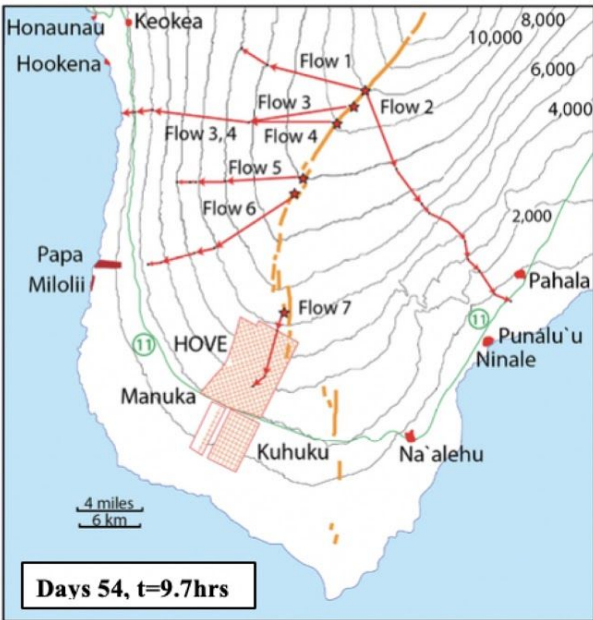 Honaunau
Keokea
8,000
10,000
Hookena
Flow 1
6,000
Flow 3
Flow 2
4,000
Flow 3, 4
Flow 4
Flow 5
Flow 6
2,000
Papa
Milolii
Pahala
Flow 7
11
11
HOVE
Punálu`u
Ninale
Manuka
Kuhuku
Na`alehu
4 miles
6 km
Days 54, t=9.7hrs